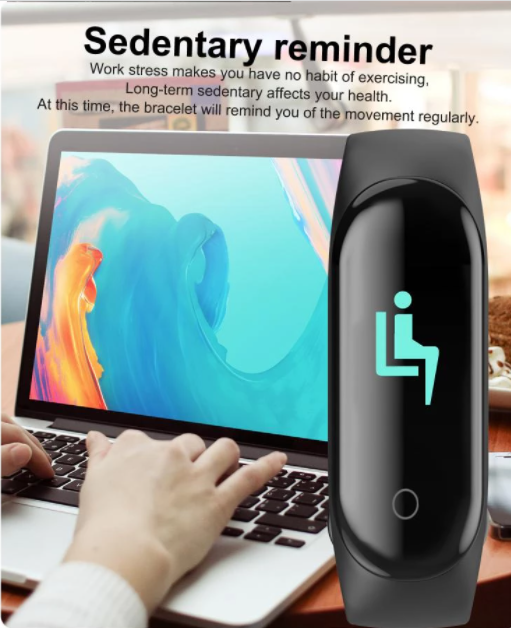 Sedentary reminder
Work stress makes you have no habit of exercising,
Long-term sedentary affects your health.
At this time, the bracelet will remind you of the movement regularly.